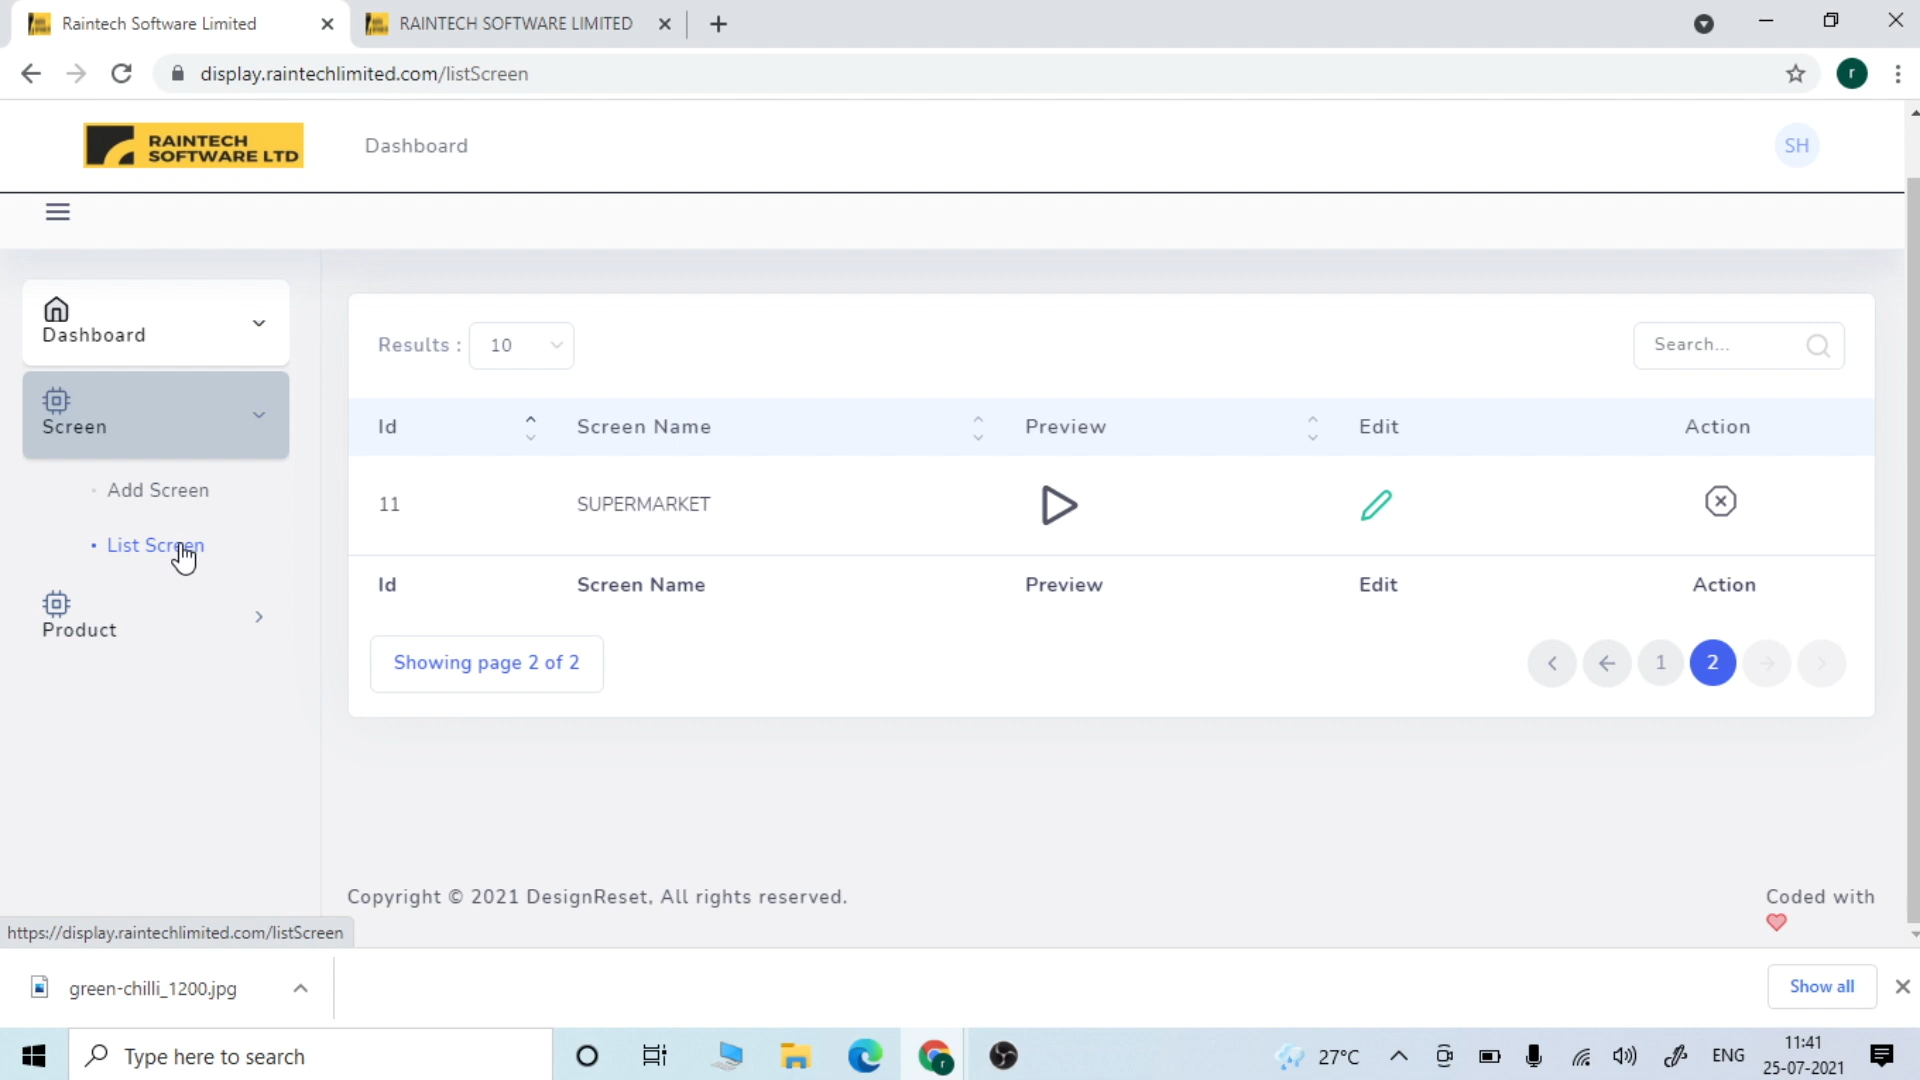 Raintech Software Limited
RAINTECH SOFTWARE LIMITED
display.raintechlimited.com/listScreen
r
RAINTECH
SOFTWARE LTD
Dashboard
SH
Dashboard
Screen
Add Screen
List Screen
Product
Results : 10
Search...
Id Screen Name Preview Edit Action
11 SUPERMARKET
Id Screen Name Preview Edit Action
Showing page 2 of 2
1 2
Copyright © 2021 DesignReset, All rights reserved.
Coded with
https://display.raintechlimited.com/listScreen
green-chilli_1200.jpg
Show all
Type here to search
r
27°C
ENG
11:41
25-07-2021